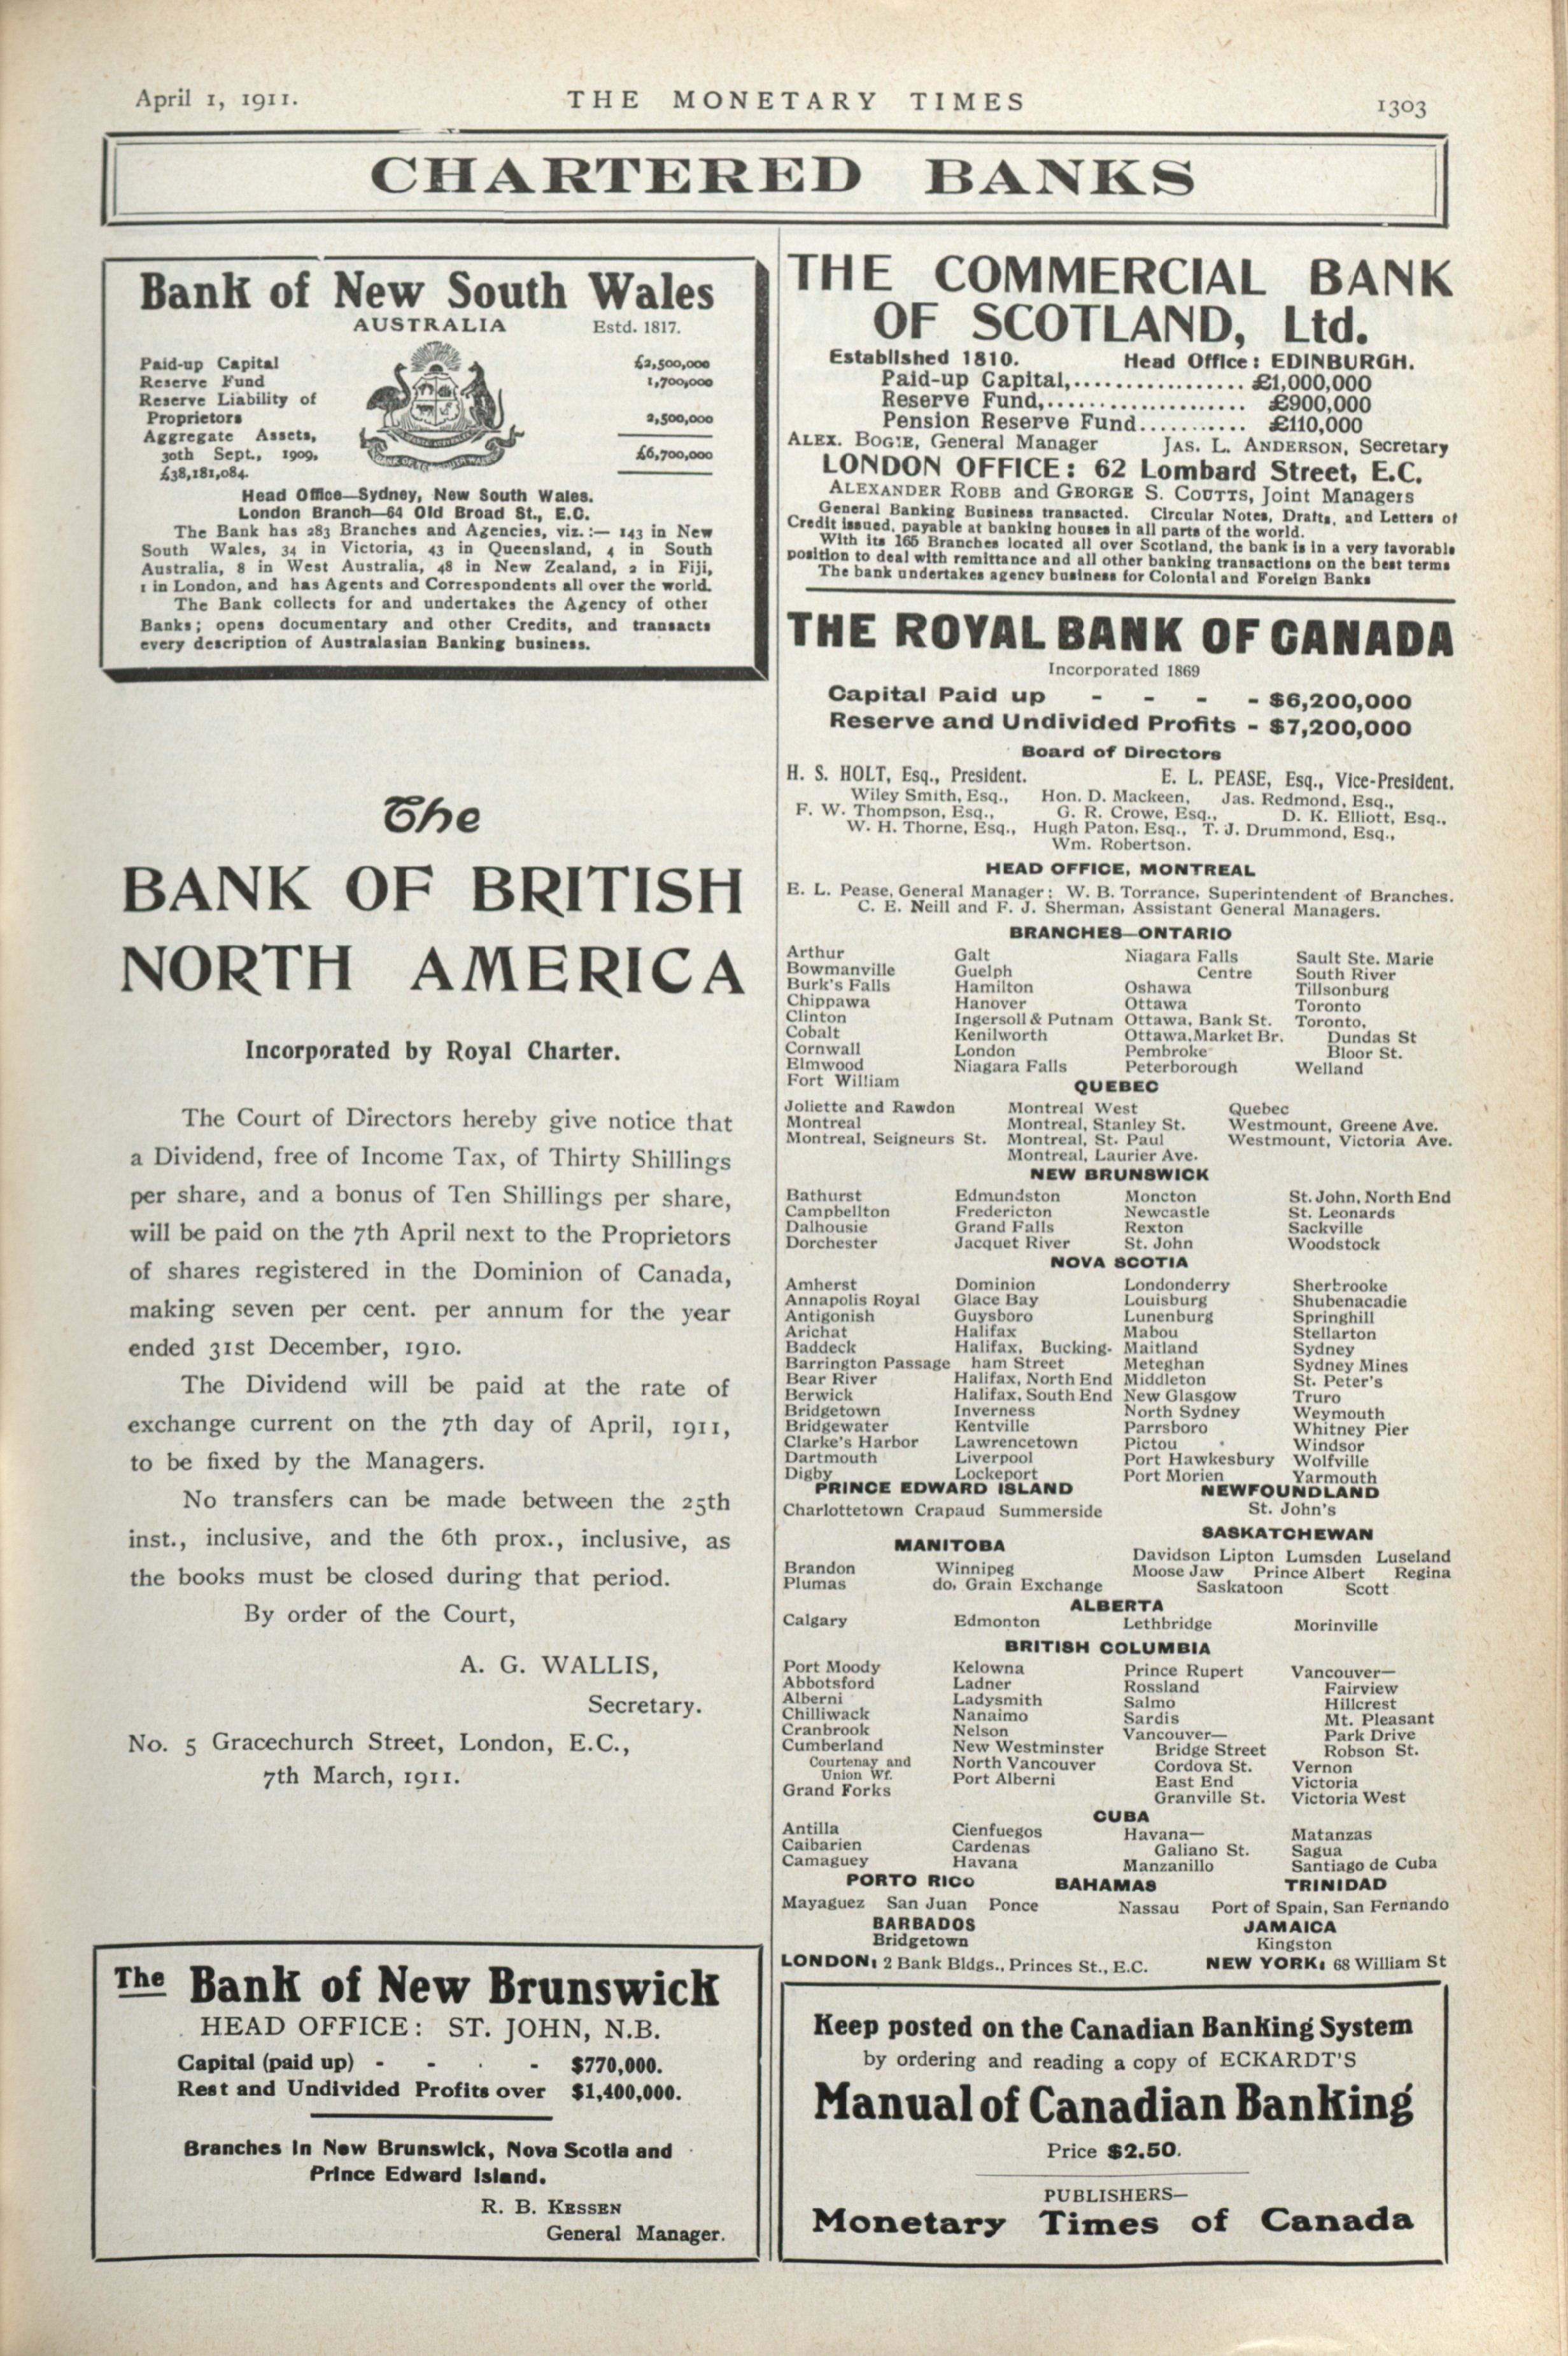 April 1, 1911.
THE MONETARY TIMES
1303
CHARTERED BANKS
Bank of New South Wales
AUSTRALIA Estd. 1817.
Paid-up Capital £2,500,000
Reserve Fund 1,700,000
Reserve Liability of
Proprietors 2,500,000
Aggregate Assets,
30th Sept., 1909, £6,700,000
£38,181,084.
Head Office—Sydney, New South Wales.
London Branch—64 Old Broad St., E.C.
The Bank has 283 Branches and Agencies, viz.:— 143 in New
South Wales, 34 in Victoria, 43 in Queensland, 4 in South
Australia, 8 in West Australia, 48 in New Zealand, 2 in Fiji,
1 in London, and has Agents and Correspondents all over the world.
The Bank collects for and undertakes the Agency of other
Banks; opens documentary and other Credits, and transacts
every description of Australasian Banking business.
The
BANK OF BRITISH
NORTH AMERICA
Incorporated by Royal Charter.
The Court of Directors hereby give notice that
a Dividend, free of Income Tax, of Thirty Shillings
per share, and a bonus of Ten Shillings per share,
will be paid on the 7th April next to the Proprietors
of shares registered in the Dominion of Canada,
making seven per cent. per annum for the year
ended 31st December, 1910.
The Dividend will be paid at the rate of
exchange current on the 7th day of April, 1911,
to be fixed by the Managers.
No transfers can be made between the 25th
inst., inclusive, and the 6th prox., inclusive, as
the books must be closed during that period.
By order of the Court,
A. G. WALLIS,
Secretary.
No. 5 Gracechurch Street, London, E.C.,
7th March, 1911.
The Bank of New Brunswick
HEAD OFFICE: ST. JOHN, N.B.
Capital (paid up) - - - - $770,000.
Rest and Undivided Profits over $1,400,000.
Branches in New Brunswick, Nova Scotia and
Prince Edward Island.
R. B. KESSEN
General Manager.
THE COMMERCIAL BANK
OF SCOTLAND, Ltd.
Established 1810. Head Office: EDINBURGH.
Paid-up Capital,................. £1,000,000
Reserve Fund,.................... £900,000
Pension Reserve Fund........... £110,000
ALEX. BOGIE, General Manager JAS. L. ANDERSON, Secretary
LONDON OFFICE: 62 Lombard Street, E.C.
ALEXANDER ROBB and GEORGE S. COUTTS, Joint Managers
General Banking Business transacted. Circular Notes, Drafts, and Letters of
Credit issued, payable at banking houses in all parts of the world.
With its 165 Branches located all over Scotland, the bank is in a very favorable
position to deal with remittance and all other banking transactions on the best terms
The bank undertakes agency business for Colonial and Foreign Banks
THE ROYAL BANK OF CANADA
Incorporated 1869
Capital Paid up - - - - $6,200,000
Reserve and Undivided Profits - $7,200,000
Board of Directors
H. S. HOLT, Esq., President. E. L. PEASE, Esq., Vice-President.
Wiley Smith, Esq., Hon. D. Mackeen, Jas. Redmond, Esq.,
F. W. Thompson, Esq., G. R. Crowe, Esq., D. K. Elliott, Esq.,
W. H. Thorne, Esq., Hugh Paton, Esq., T. J. Drummond, Esq.,
Wm. Robertson.
HEAD OFFICE, MONTREAL
E. L. Pease, General Manager; W. B. Torrance, Superintendent of Branches.
C. E. Neill and F. J. Sherman, Assistant General Managers.
BRANCHES—ONTARIO
Arthur Galt Niagara Falls Sault Ste. Marie
Bowmanville Guelph Centre South River
Burk's Falls Hamilton Oshawa Tillsonburg
Chippawa Hanover Ottawa Toronto
Clinton Ingersoll & Putnam Ottawa, Bank St. Toronto,
Cobalt Kenilworth Ottawa, Market Br. Dundas St
Cornwall London Pembroke Bloor St.
Elmwood Niagara Falls Peterborough Welland
Fort William
QUEBEC
Joliette and Rawdon Montreal West Quebec
Montreal Montreal, Stanley St. Westmount, Greene Ave.
Montreal, Seigneurs St. Montreal, St. Paul Westmount, Victoria Ave.
Montreal, Laurier Ave.
NEW BRUNSWICK
Bathurst Edmundston Moncton St. John, North End
Campbellton Fredericton Newcastle St. Leonards
Dalhousie Grand Falls Rexton Sackville
Dorchester Jacquet River St. John Woodstock
NOVA SCOTIA
Amherst Dominion Londonderry Sherbrooke
Annapolis Royal Glace Bay Louisburg Shubenacadie
Antigonish Guysboro Lunenburg Springhill
Arichat Halifax Mabou Stellarton
Baddeck Halifax, Bucking- Maitland Sydney
Barrington Passage ham Street Meteghan Sydney Mines
Bear River Halifax, North End Middleton St. Peter's
Berwick Halifax, South End New Glasgow Truro
Bridgetown Inverness North Sydney Weymouth
Bridgewater Kentville Parrsboro Whitney Pier
Clarke's Harbor Lawrencetown Pictou Windsor
Dartmouth Liverpool Port Hawkesbury Wolfville
Digby Lockeport Port Morien Yarmouth
PRINCE EDWARD ISLAND NEWFOUNDLAND
Charlottetown Crapaud Summerside St. John's
MANITOBA SASKATCHEWAN
Brandon Winnipeg Davidson Lipton Lumsden Luseland
Plumas do. Grain Exchange Moose Jaw Prince Albert Regina
Saskatoon Scott
ALBERTA
Calgary Edmonton Lethbridge Morinville
BRITISH COLUMBIA
Port Moody Kelowna Prince Rupert Vancouver—
Abbotsford Ladner Rossland Fairview
Alberni Ladysmith Salmo Hillcrest
Chilliwack Nanaimo Sardis Mt. Pleasant
Cranbrook Nelson Vancouver— Park Drive
Cumberland New Westminster Bridge Street Robson St.
Courtenay and North Vancouver Cordova St. Vernon
Union Wf. Port Alberni East End Victoria
Grand Forks Granville St. Victoria West
CUBA
Antilla Cienfuegos Havana— Matanzas
Caibarien Cardenas Galiano St. Sagua
Camaguey Havana Manzanillo Santiago de Cuba
PORTO RICO BAHAMAS TRINIDAD
Mayaguez San Juan Ponce Nassau Port of Spain, San Fernando
BARBADOS JAMAICA
Bridgetown Kingston
LONDON: 2 Bank Bldgs., Princes St., E.C. NEW YORK: 68 William St
Keep posted on the Canadian Banking System
by ordering and reading a copy of ECKARDT'S
Manual of Canadian Banking
Price $2.50.
PUBLISHERS—
Monetary Times of Canada